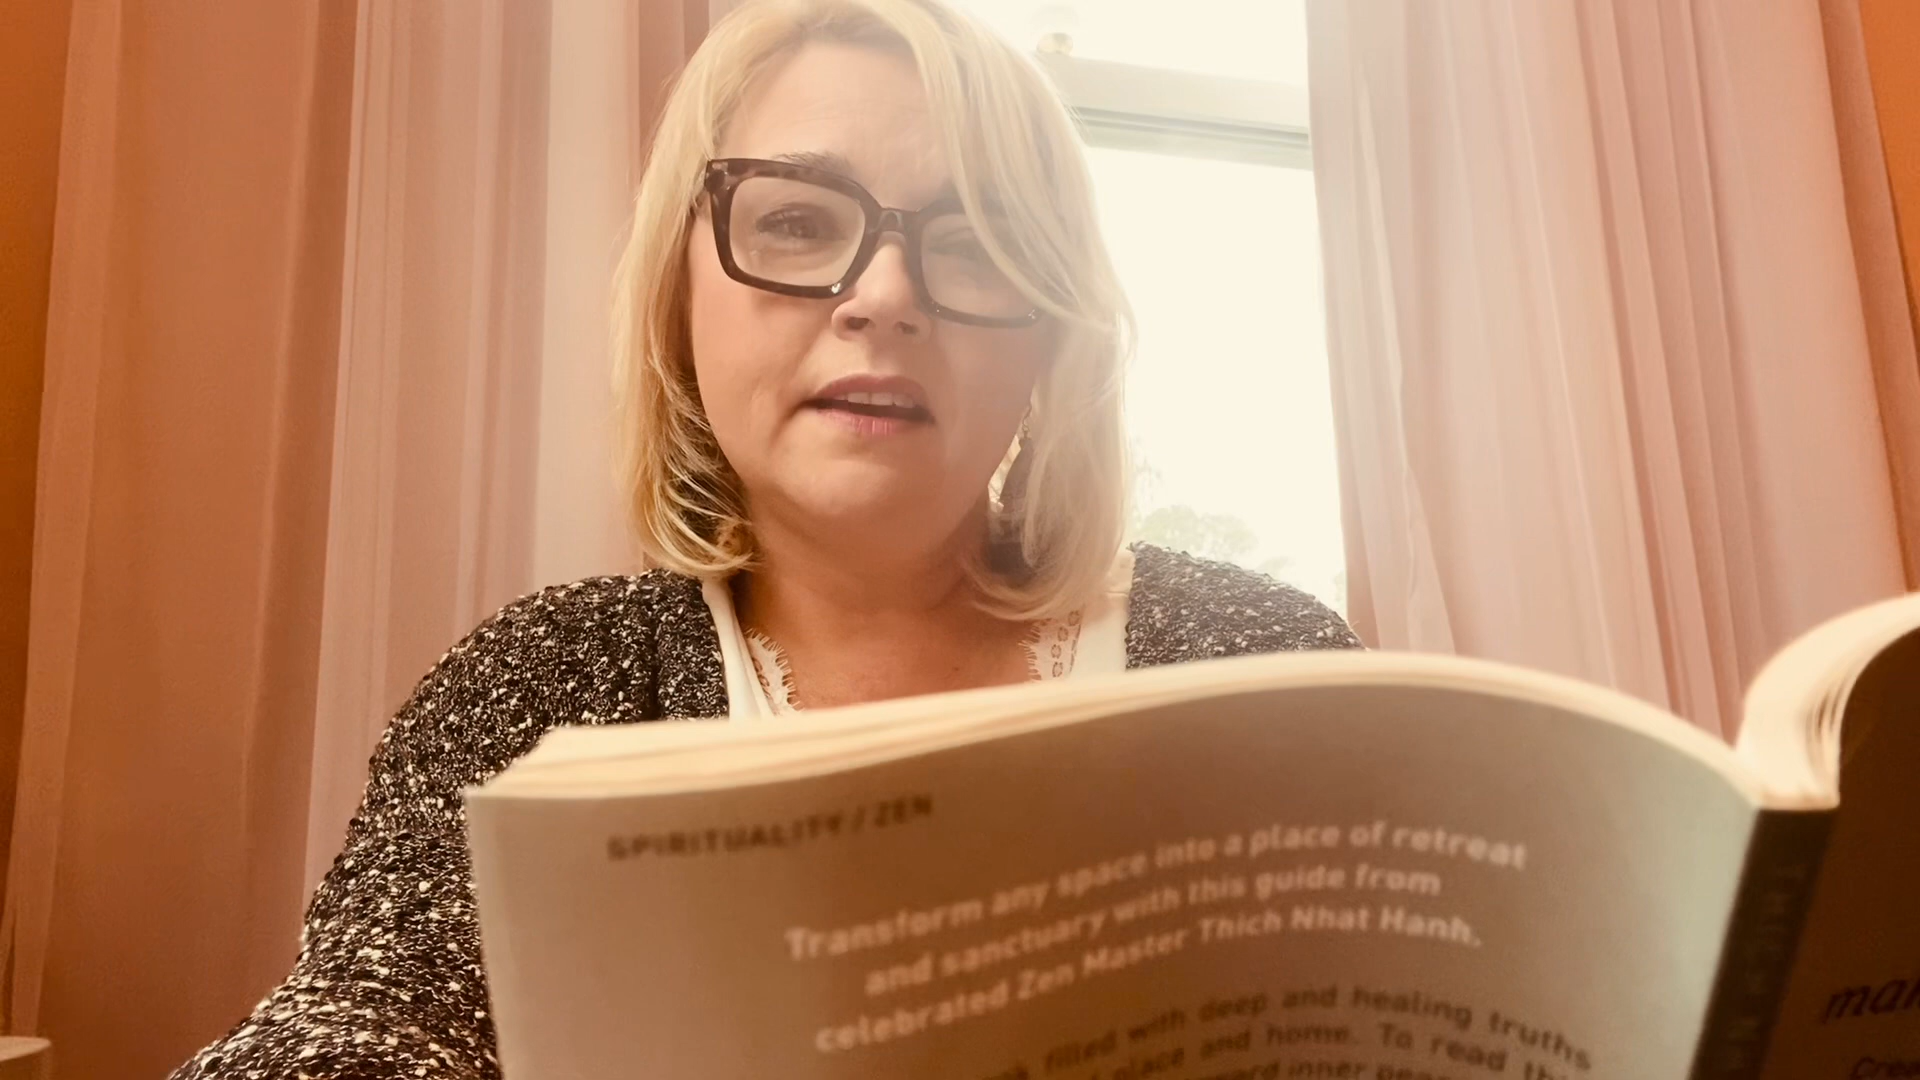 SPIRITUALITY / ZEN
Transform any space into a place of retreat
and sanctuary with this guide from
celebrated Zen Master Thich Nhat Hanh.
filled with deep and healing truths
place and home. To read
inner